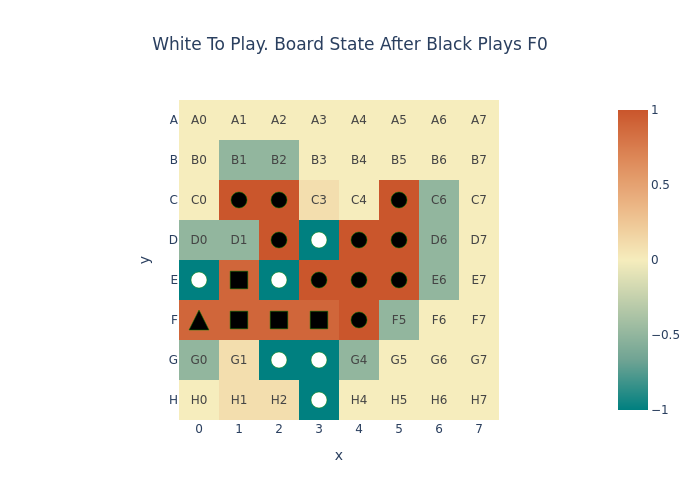 White To Play. Board State After Black Plays F0
A A0 A1 A2 A3 A4 A5 A6 A7
B B0 B1 B2 B3 B4 B5 B6 B7
C C0 C3 C4 C6 C7
D D0 D1 D6 D7
E E6 E7
F F5 F6 F7
G G0 G1 G4 G5 G6 G7
H H0 H1 H2 H4 H5 H6 H7
0 1 2 3 4 5 6 7
x
y
1
0.5
0
−0.5
−1